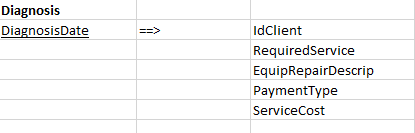 Diagnosis
DiagnosisDate ==> IdClient
RequiredService
EquipRepairDescrip
PaymentType
ServiceCost